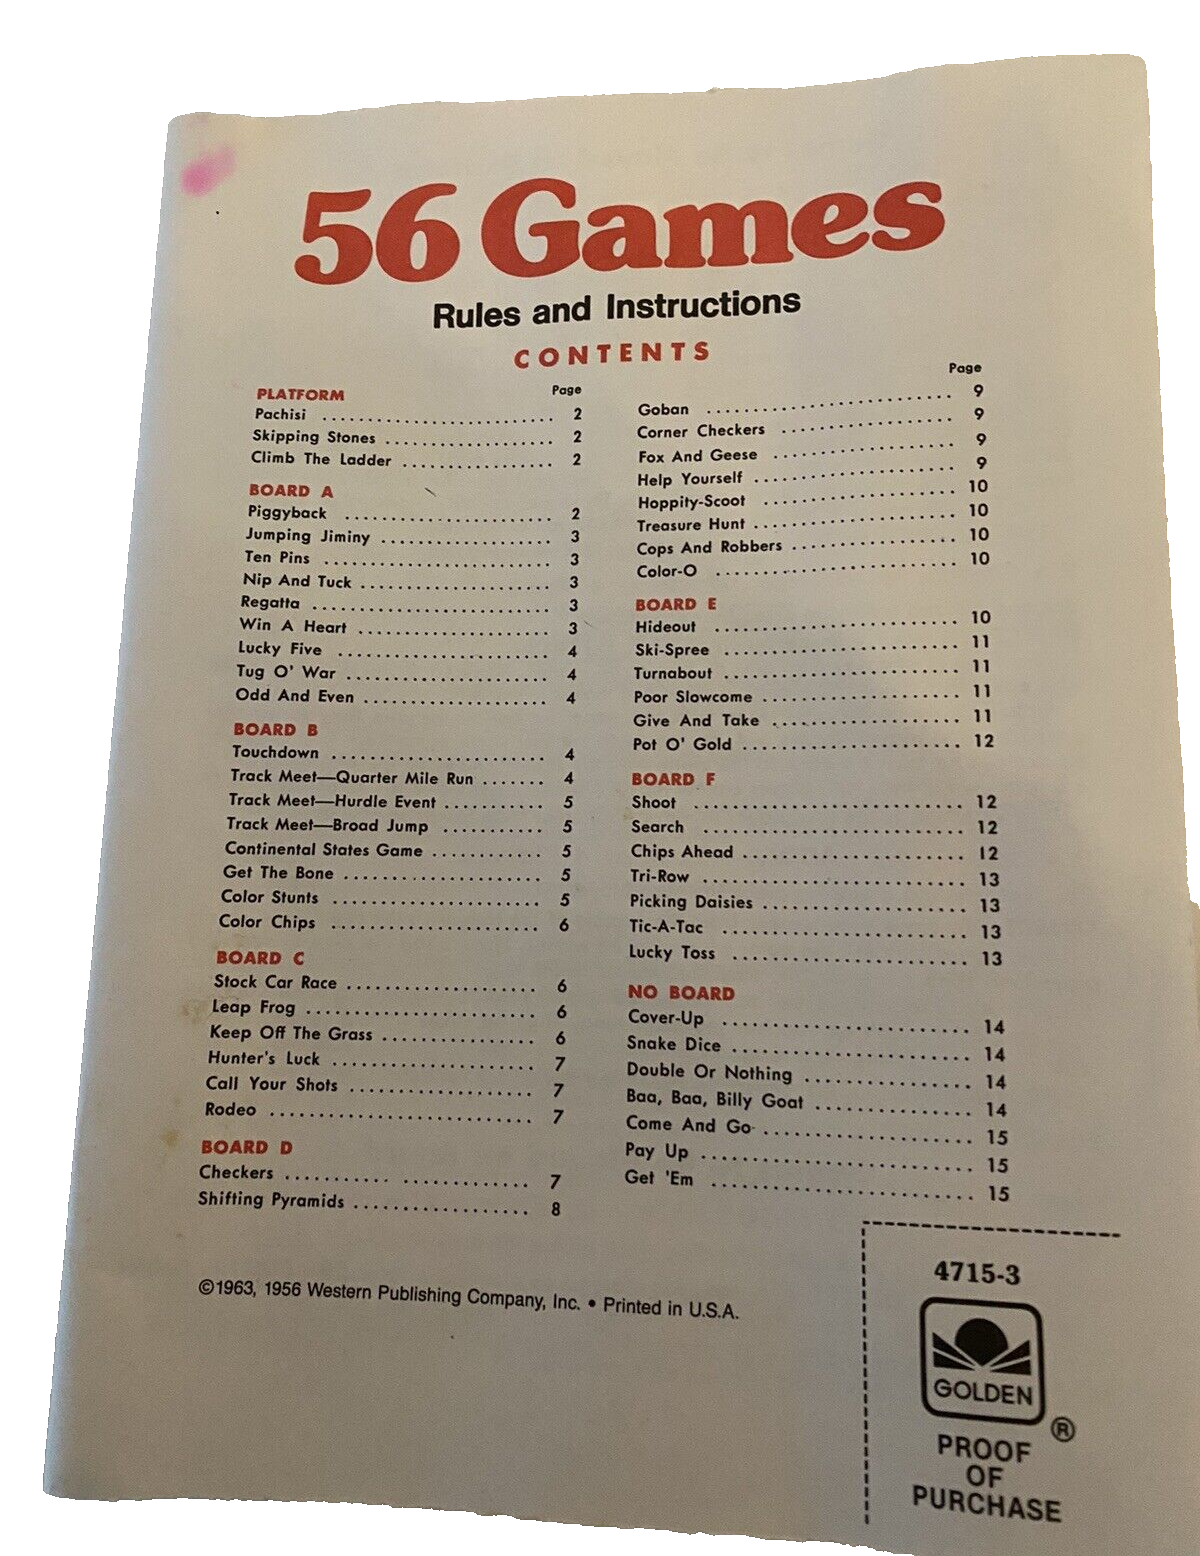 56 Games
Rules and Instructions
CONTENTS
Page
PLATFORM
Pachisi ........................ 2
Skipping Stones .................. 2
Climb The Ladder ................ 2
BOARD A
Piggyback ...................... 2
Jumping Jiminy .................. 3
Ten Pins ........................ 3
Nip And Tuck .................... 3
Regatta ......................... 3
Win A Heart .................... 3
Lucky Five ...................... 4
Tug O' War ..................... 4
Odd And Even .................... 4
BOARD B
Touchdown ....................... 4
Track Meet—Quarter Mile Run ....... 4
Track Meet—Hurdle Event ........... 5
Track Meet—Broad Jump ........... 5
Continental States Game ............ 5
Get The Bone ..................... 5
Color Stunts ...................... 5
Color Chips ...................... 6
BOARD C
Stock Car Race .................... 6
Leap Frog ........................ 6
Keep Off The Grass ................ 6
Hunter's Luck ..................... 7
Call Your Shots ................... 7
Rodeo ............................ 7
BOARD D
Checkers ......................... 7
Shifting Pyramids ................... 8
Page
Goban .......................... 9
Corner Checkers .................. 9
Fox And Geese ................... 9
Help Yourself ..................... 9
Hoppity-Scoot .................... 10
Treasure Hunt ..................... 10
Cops And Robbers ................. 10
Color-O ......................... 10
BOARD E
Hideout ......................... 10
Ski-Spree ........................ 11
Turnabout ........................ 11
Poor Slowcome .................... 11
Give And Take .................... 11
Pot O' Gold ...................... 12
BOARD F
Shoot ........................... 12
Search .......................... 12
Chips Ahead ...................... 12
Tri-Row .......................... 13
Picking Daisies .................... 13
Tic-A-Tac ........................ 13
Lucky Toss ....................... 13
NO BOARD
Cover-Up ......................... 14
Snake Dice ........................ 14
Double Or Nothing ................. 14
Baa, Baa, Billy Goat ................ 14
Come And Go ...................... 15
Pay Up ........................... 15
Get 'Em .......................... 15
©1963, 1956 Western Publishing Company, Inc. • Printed in U.S.A.
4715-3
GOLDEN
®
PROOF
OF
PURCHASE